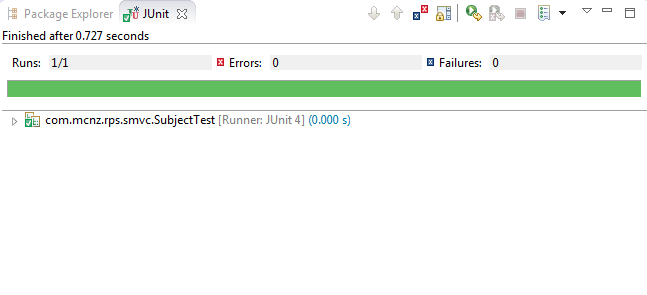 Package Explorer JUnit
Finished after 0.727 seconds
Runs: 1/1 Errors: 0 Failures: 0
com.mcnz.rps.smvc.SubjectTest [Runner: JUnit 4] (0.000 s)